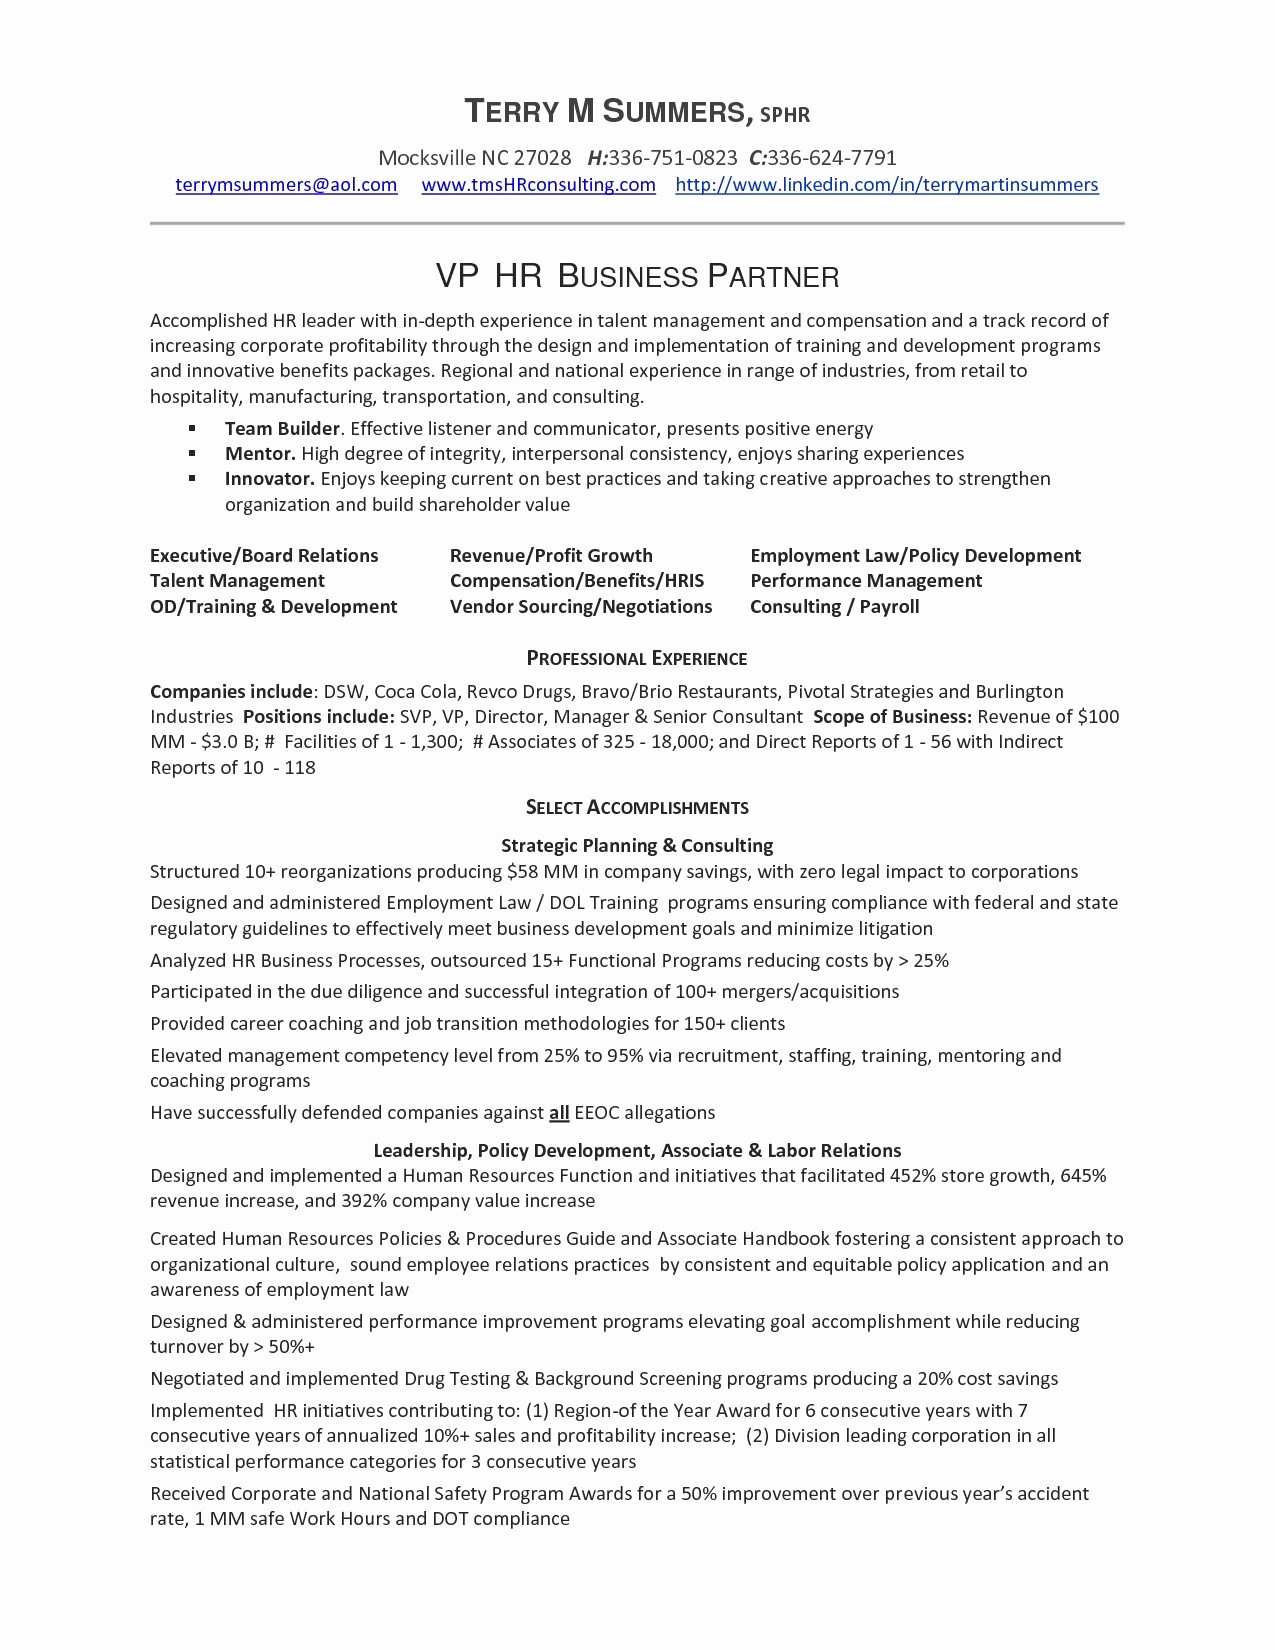 TERRY M SUMMERS, SPHR
Mocksville NC 27028 H:336-751-0823 C:336-624-7791
terrymsummers@aol.com www.tmsHRconsulting.com http://www.linkedin.com/in/terrymartinsummers
VP HR BUSINESS PARTNER
Accomplished HR leader with in-depth experience in talent management and compensation and a track record of
increasing corporate profitability through the design and implementation of training and development programs
and innovative benefits packages. Regional and national experience in range of industries, from retail to
hospitality, manufacturing, transportation, and consulting.
▪ Team Builder. Effective listener and communicator, presents positive energy
▪ Mentor. High degree of integrity, interpersonal consistency, enjoys sharing experiences
▪ Innovator. Enjoys keeping current on best practices and taking creative approaches to strengthen
organization and build shareholder value
Executive/Board Relations Revenue/Profit Growth Employment Law/Policy Development
Talent Management Compensation/Benefits/HRIS Performance Management
OD/Training & Development Vendor Sourcing/Negotiations Consulting / Payroll
PROFESSIONAL EXPERIENCE
Companies include: DSW, Coca Cola, Revco Drugs, Bravo/Brio Restaurants, Pivotal Strategies and Burlington
Industries Positions include: SVP, VP, Director, Manager & Senior Consultant Scope of Business: Revenue of $100
MM - $3.0 B; # Facilities of 1 - 1,300; # Associates of 325 - 18,000; and Direct Reports of 1 - 56 with Indirect
Reports of 10 - 118
SELECT ACCOMPLISHMENTS
Strategic Planning & Consulting
Structured 10+ reorganizations producing $58 MM in company savings, with zero legal impact to corporations
Designed and administered Employment Law / DOL Training programs ensuring compliance with federal and state
regulatory guidelines to effectively meet business development goals and minimize litigation
Analyzed HR Business Processes, outsourced 15+ Functional Programs reducing costs by > 25%
Participated in the due diligence and successful integration of 100+ mergers/acquisitions
Provided career coaching and job transition methodologies for 150+ clients
Elevated management competency level from 25% to 95% via recruitment, staffing, training, mentoring and
coaching programs
Have successfully defended companies against all EEOC allegations
Leadership, Policy Development, Associate & Labor Relations
Designed and implemented a Human Resources Function and initiatives that facilitated 452% store growth, 645%
revenue increase, and 392% company value increase
Created Human Resources Policies & Procedures Guide and Associate Handbook fostering a consistent approach to
organizational culture, sound employee relations practices by consistent and equitable policy application and an
awareness of employment law
Designed & administered performance improvement programs elevating goal accomplishment while reducing
turnover by > 50%+
Negotiated and implemented Drug Testing & Background Screening programs producing a 20% cost savings
Implemented HR initiatives contributing to: (1) Region-of the Year Award for 6 consecutive years with 7
consecutive years of annualized 10%+ sales and profitability increase; (2) Division leading corporation in all
statistical performance categories for 3 consecutive years
Received Corporate and National Safety Program Awards for a 50% improvement over previous year’s accident
rate, 1 MM safe Work Hours and DOT compliance